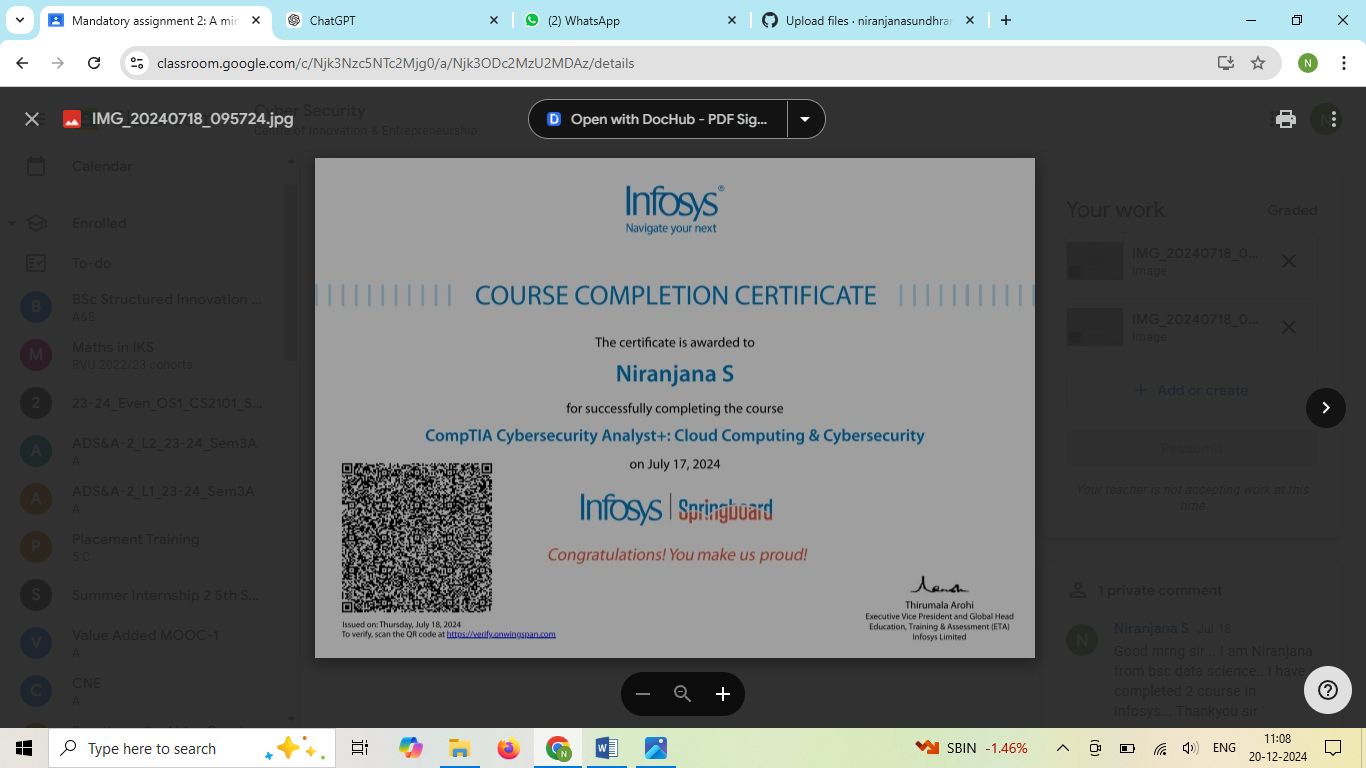 Mandatory assignment 2: A min
ChatGPT
(2) WhatsApp
Upload files · niranjanasundhrar
classroom.google.com/c/Njk3Nzc5NTc2Mjg0/a/Njk3ODc2MzU2MDAz/details
N
IMG_20240718_095724.jpg
Cyber Security
Centre of Innovation & Entrepreneurship
Open with DocHub - PDF Sig...
Calendar
Enrolled
To-do
B
BSc Structured Innovation ...
A&B
M
Maths in IKS
RVU 2022/23 cohorts
2
23-24_Even_OS1_CS2101_S...
A
ADS&A-2_L2_23-24_Sem3A
A
A
ADS&A-2_L1_23-24_Sem3A
A
P
Placement Training
5 C
S
Summer Internship 2 5th S...
V
Value Added MOOC-1
A
C
CNE
A
Infosys®
Navigate your next
COURSE COMPLETION CERTIFICATE
The certificate is awarded to
Niranjana S
for successfully completing the course
CompTIA Cybersecurity Analyst+: Cloud Computing & Cybersecurity
on July 17, 2024
Infosys | Springboard
Congratulations! You make us proud!
Issued on: Thursday, July 18, 2024
To verify, scan the QR code at https://verify.onwingspan.com
Thirumala Arohi
Executive Vice President and Global Head
Education, Training & Assessment (ETA)
Infosys Limited
Your work
Graded
IMG_20240718_0...
Image
IMG_20240718_0...
Image
+ Add or create
Resubmit
Your teacher is not accepting work at this
time
1 private comment
N
Niranjana S Jul 18
Good mrng sir .. I am Niranjana
from bsc data science.. I have
completed 2 course in
Infosys... Thankyou sir
Type here to search
SBIN -1.46%
ENG
11:08
20-12-2024